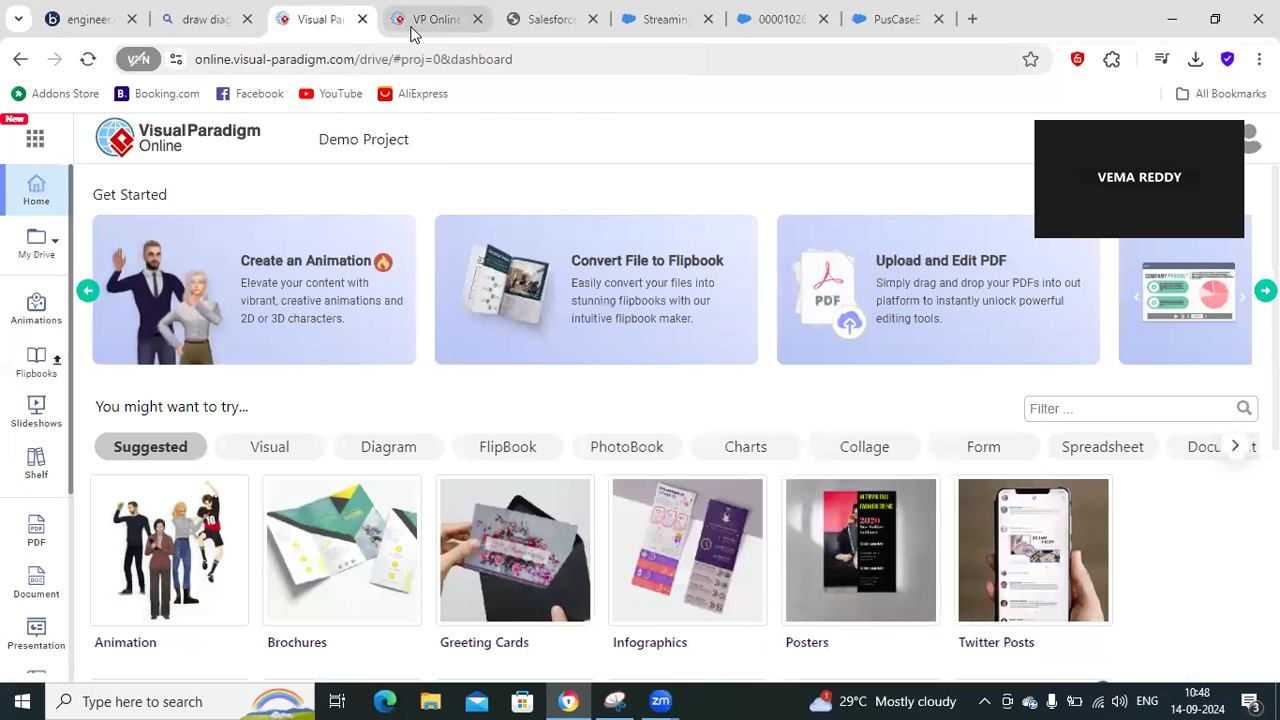 engineer
draw diag
Visual Pa
VP Online
Salesforce
Streamin
00001026
PusCaseE
VPN
online.visual-paradigm.com/drive/#proj=0&dashboard
Addons Store
Booking.com
Facebook
YouTube
AliExpress
All Bookmarks
New
VisualParadigm
Online
Demo Project
VEMA REDDY
Home
My Drive
Animations
Flipbooks
Slideshows
Shelf
PDF
Document
Presentation
Get Started
Create an Animation
Elevate your content with
vibrant, creative animations and
2D or 3D characters.
Convert File to Flipbook
Easily convert your files into
stunning flipbooks with our
intuitive flipbook maker.
PDF
Upload and Edit PDF
Simply drag and drop your PDFs into out
platform to instantly unlock powerful
editing tools.
You might want to try...
Filter ...
Suggested
Visual
Diagram
FlipBook
PhotoBook
Charts
Collage
Form
Spreadsheet
2020
Animation
Brochures
Greeting Cards
Infographics
Posters
Twitter Posts
Type here to search
29°C Mostly cloudy
ENG
10:48
14-09-2024
3